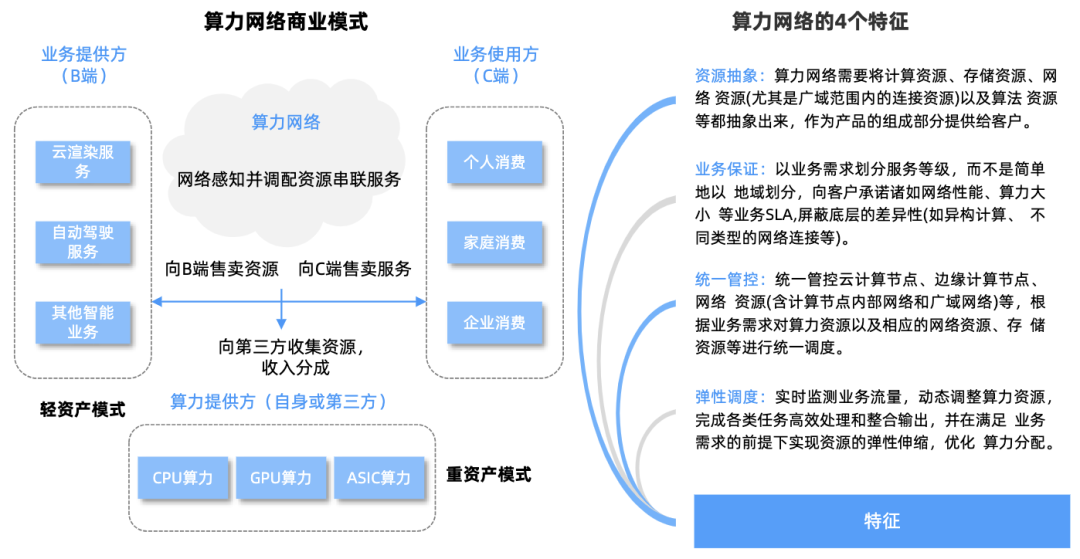 算力网络商业模式
业务提供方
（B端）
云渲染服
务
自动驾驶
服务
其他智能
业务
轻资产模式
算力网络
网络感知并调配资源串联服务
向B端售卖资源
向C端售卖服务
向第三方收集资源，
收入分成
业务使用方
（C端）
个人消费
家庭消费
企业消费
算力提供方（自身或第三方）
CPU算力
GPU算力
ASIC算力
重资产模式
算力网络的4个特征
资源抽象：算力网络需要将计算资源、存储资源、网
络 资源(尤其是广域范围内的连接资源)以及算法 资源
等都抽象出来，作为产品的组成部分提供给客户。
业务保证：以业务需求划分服务等级，而不是简单
地以 地域划分，向客户承诺诸如网络性能、算力大
小 等业务SLA,屏蔽底层的差异性(如异构计算、 不
同类型的网络连接等)。
统一管控：统一管控云计算节点、边缘计算节点、
网络 资源(含计算节点内部网络和广域网络)等，根
据业务需求对算力资源以及相应的网络资源、存 储
资源等进行统一调度。
弹性调度：实时监测业务流量，动态调整算力资源，
完成各类任务高效处理和整合输出，并在满足 业务
需求的前提下实现资源的弹性伸缩，优化 算力分配。
特征